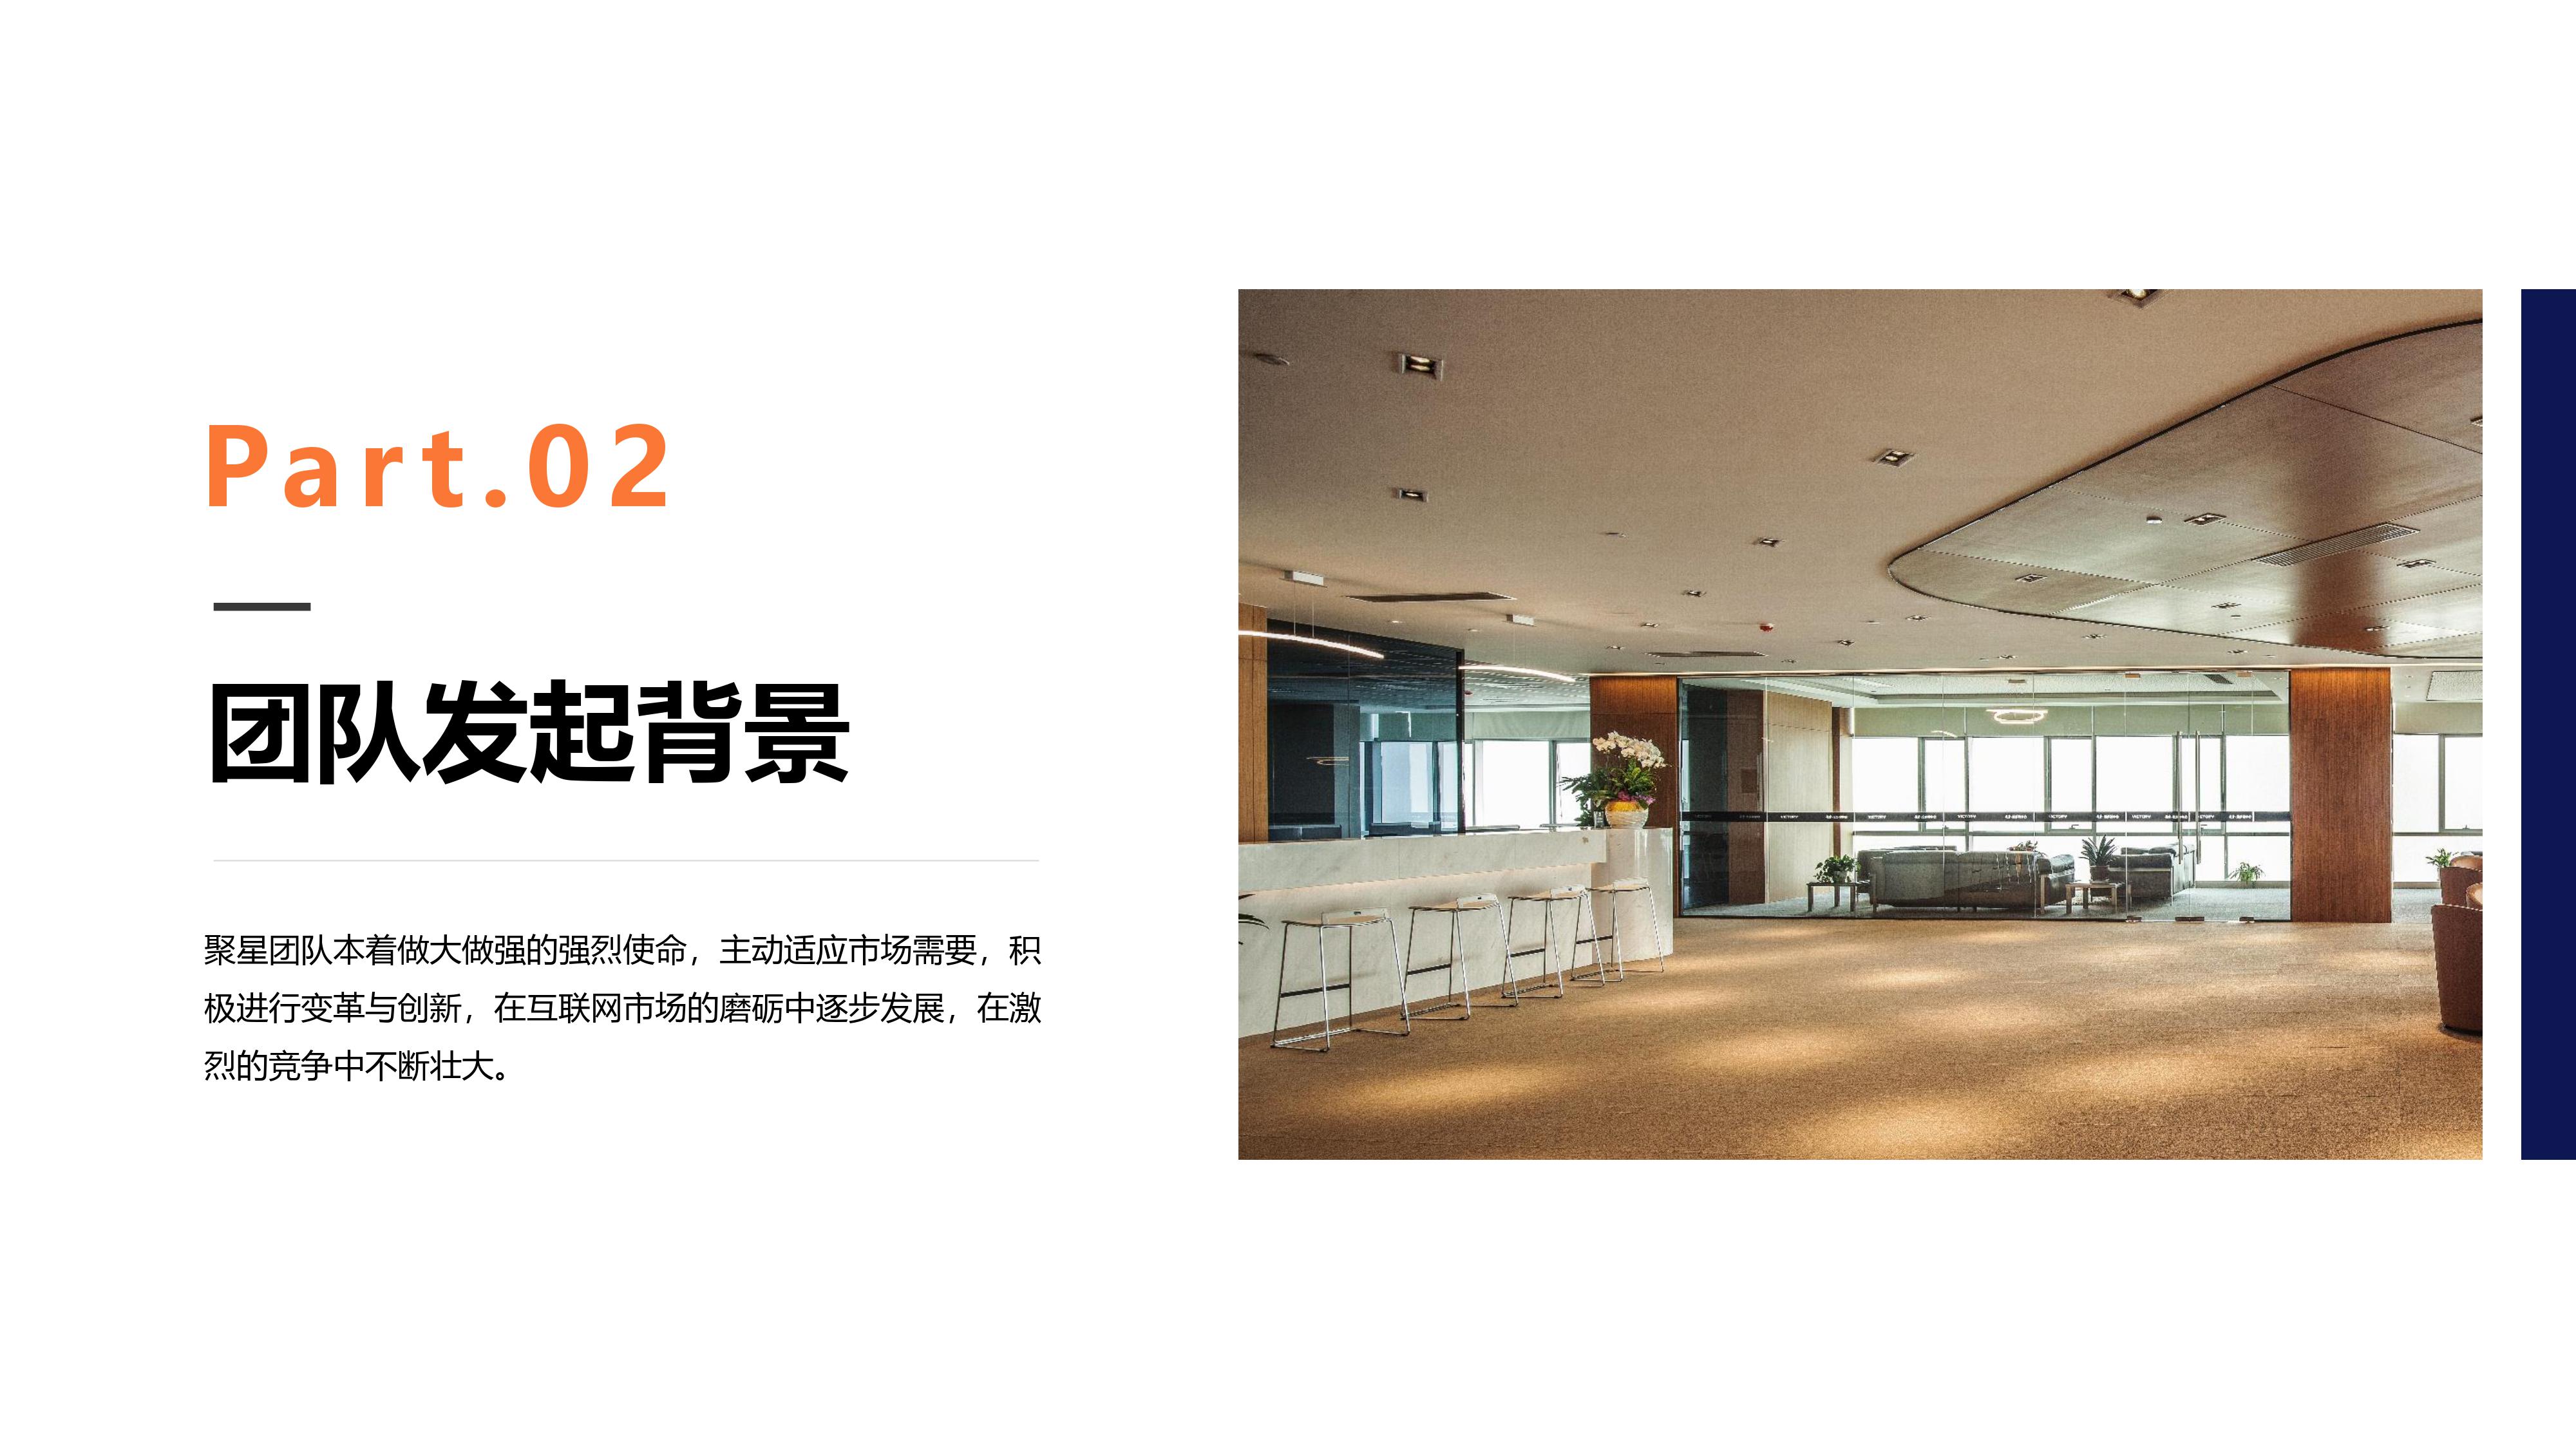 Part.02
团队发起背景
聚星团队本着做大做强的强烈使命，主动适应市场需要，积
极进行变革与创新，在互联网市场的磨砺中逐步发展，在激
烈的竞争中不断壮大。